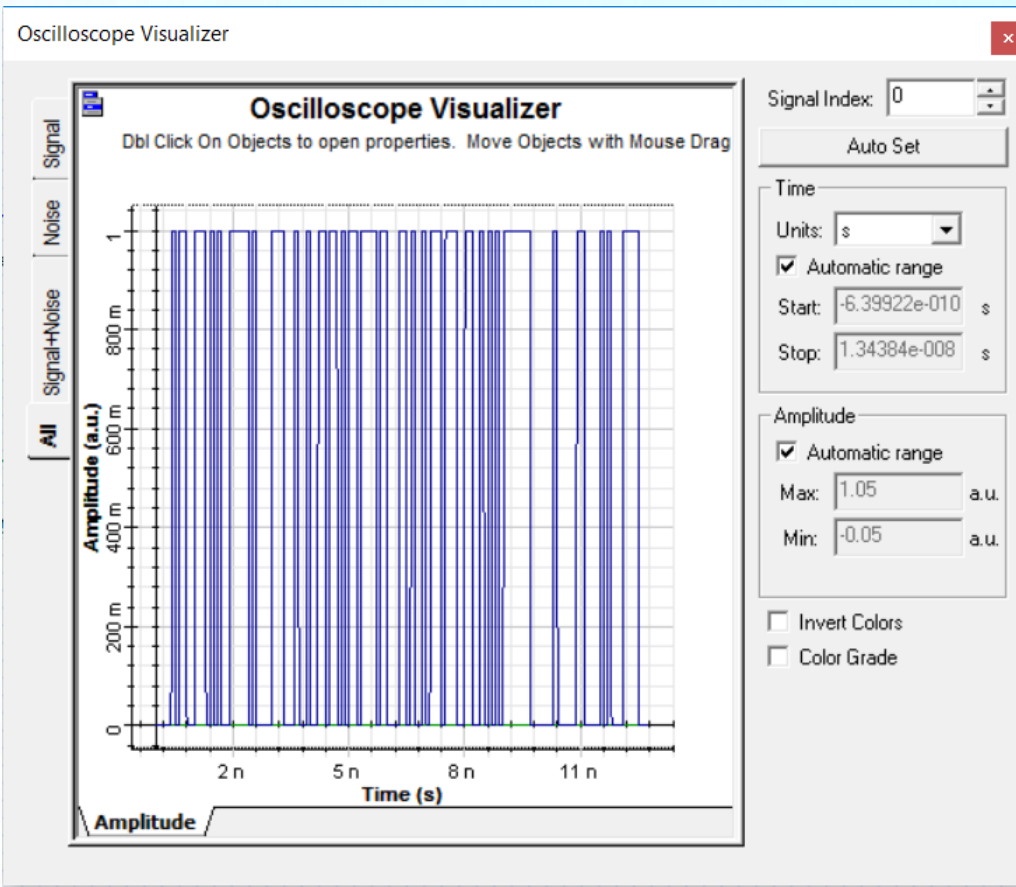 Oscilloscope Visualizer
x
Signal
Noise
Signal+Noise
All
Oscilloscope Visualizer
Dbl Click On Objects to open properties. Move Objects with Mouse Drag
Amplitude (a.u.)
1
800 m
600 m
400 m
200 m
0
2 n 5 n 8 n 11 n
Time (s)
Amplitude
Signal Index: 0
Auto Set
Time
Units: s
Automatic range
Start: -6.39922e-010 s
Stop: 1.34384e-008 s
Amplitude
Automatic range
Max: 1.05 a.u.
Min: -0.05 a.u.
Invert Colors
Color Grade